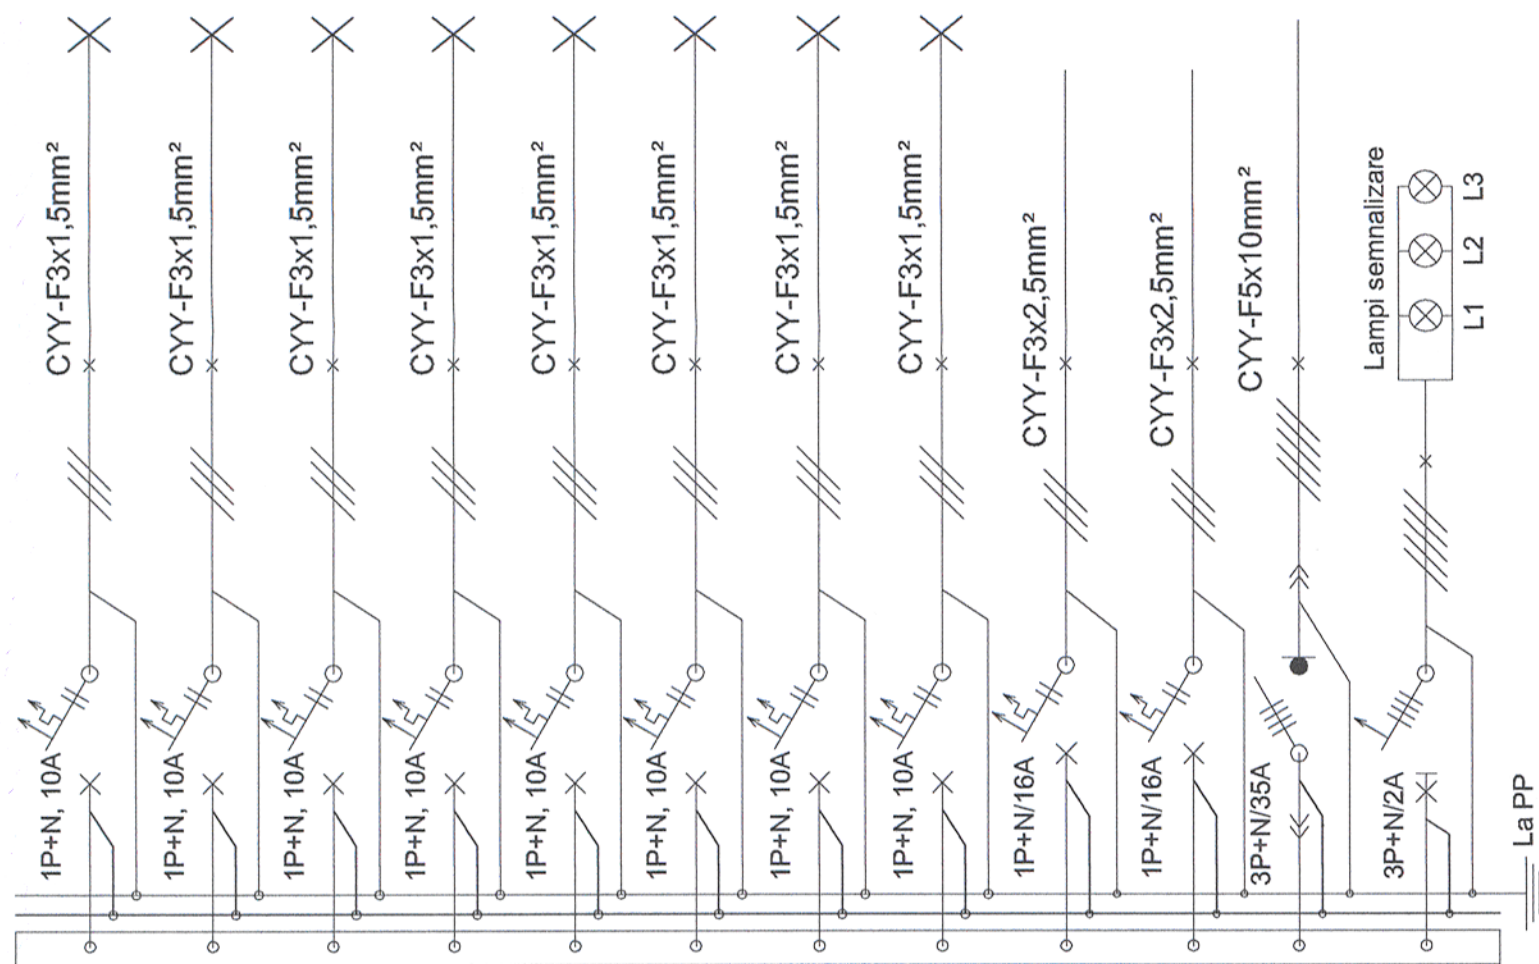 CYY-F3x1,5mm²
CYY-F3x1,5mm²
CYY-F3x1,5mm²
CYY-F3x1,5mm²
CYY-F3x1,5mm²
CYY-F3x1,5mm²
CYY-F3x1,5mm²
CYY-F3x1,5mm²
CYY-F3x2,5mm²
CYY-F3x2,5mm²
CYY-F5x10mm²
Lampi semnalizare
L1
L2
L3
1P+N, 10A
1P+N, 10A
1P+N, 10A
1P+N, 10A
1P+N, 10A
1P+N, 10A
1P+N, 10A
1P+N, 10A
1P+N/16A
1P+N/16A
3P+N/35A
3P+N/2A
La PP